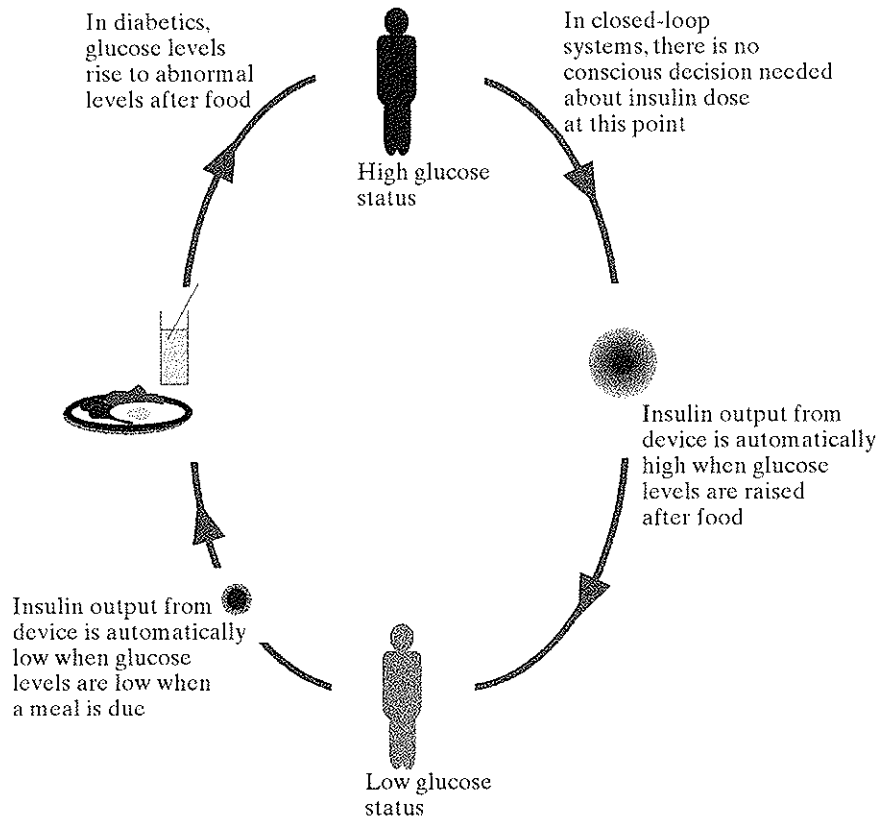 In diabetics,
glucose levels
rise to abnormal
levels after food
In closed-loop
systems, there is no
conscious decision needed
about insulin dose
at this point
High glucose
status
Insulin output from
device is automatically
high when glucose
levels are raised
after food
Insulin output from
device is automatically
low when glucose
levels are low when
a meal is due
Low glucose
status